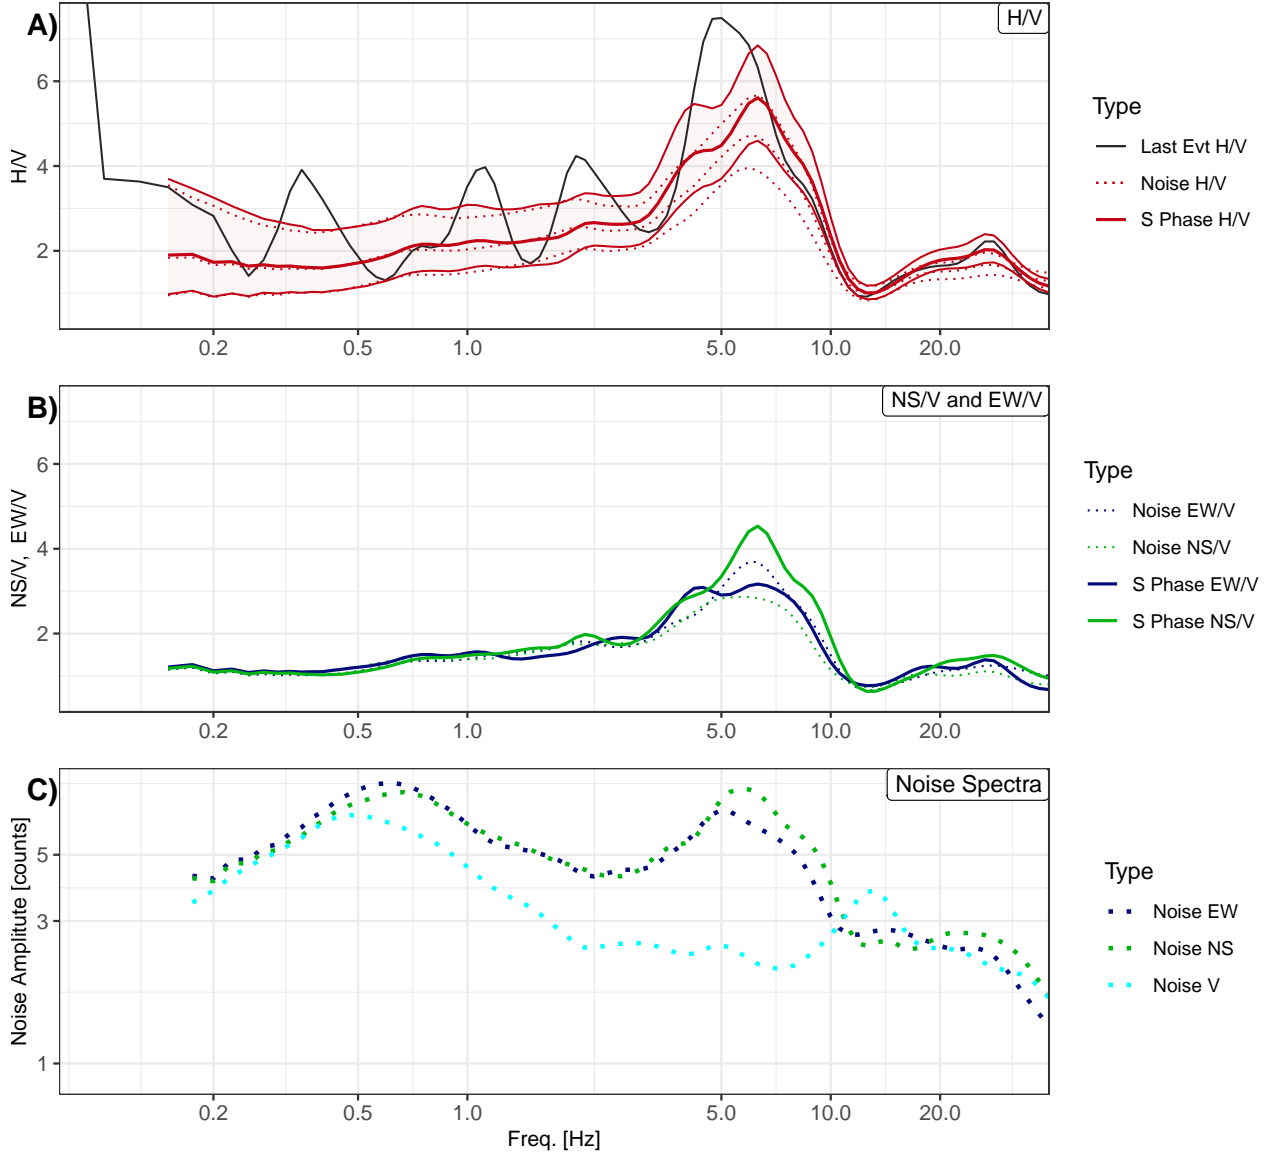 A)
H/V
6
4
2
H/V
0.2
0.5
1.0
5.0
10.0
20.0
Type
Last Evt H/V
Noise H/V
S Phase H/V
B)
NS/V and EW/V
6
4
2
NS/V, EW/V
0.2
0.5
1.0
5.0
10.0
20.0
Type
Noise EW/V
Noise NS/V
S Phase EW/V
S Phase NS/V
C)
Noise Spectra
5
3
1
Noise Amplitude [counts]
0.2
0.5
1.0
5.0
10.0
20.0
Freq. [Hz]
Type
Noise EW
Noise NS
Noise V